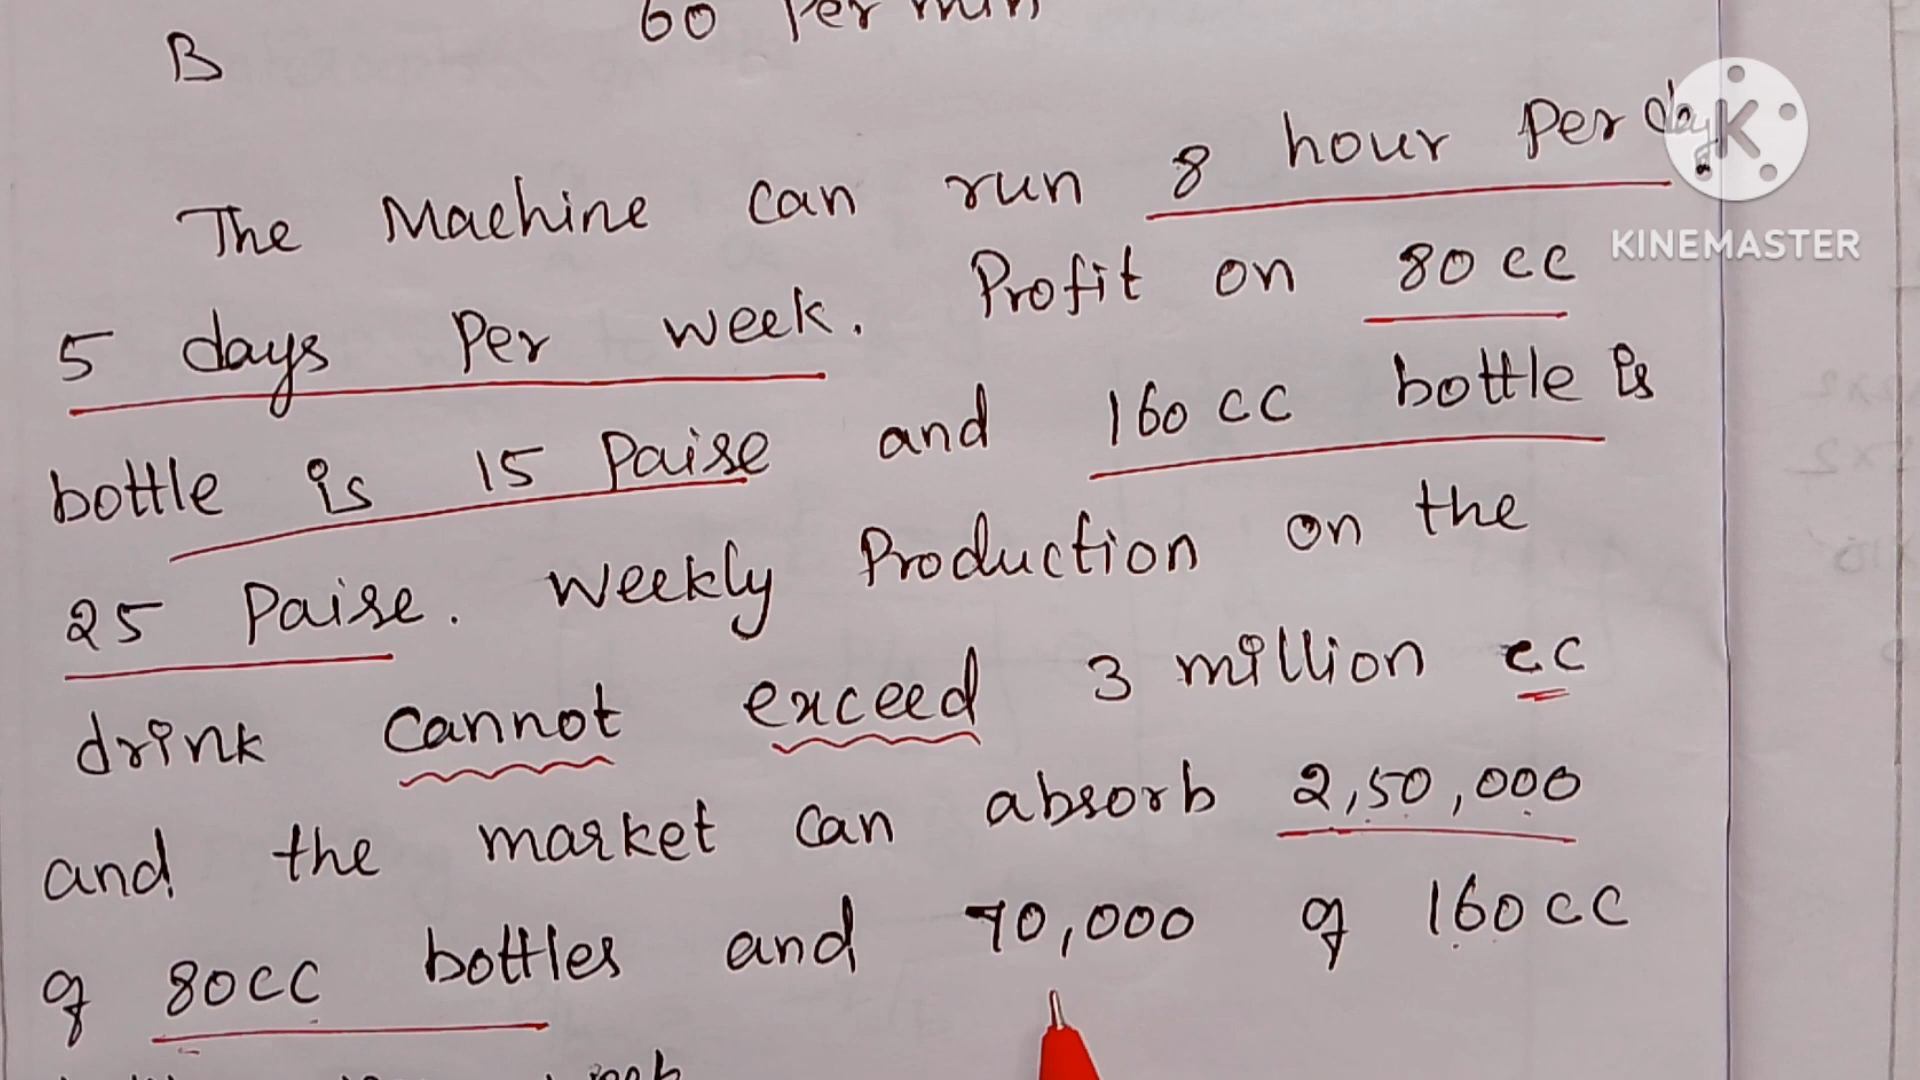 60 Per min
B
The Machine can run 8 hour Per day
5 days Per week. Profit on 80 cc
bottle is 15 Paise and 160 cc bottle is
25 Paise. Weekly Production on the
drink cannot exceed 3 million cc
and the market can absorb 2,50,000
of 80cc bottles and 70,000 of 160cc
KINEMASTER